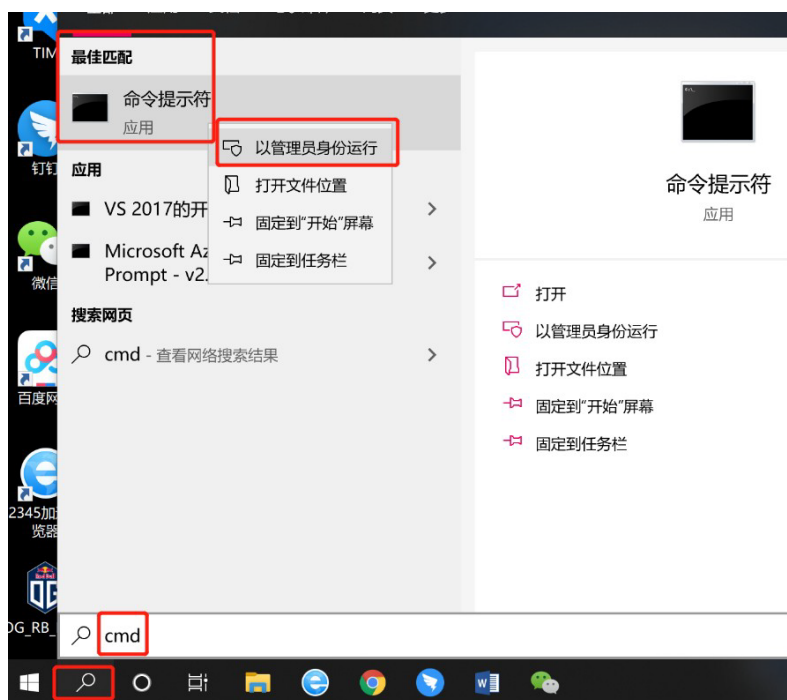 TIM
钉钉
微信
百度网
2345加
览器
OG_RB_
最佳匹配
命令提示符
应用
以管理员身份运行
打开文件位置
固定到"开始"屏幕
固定到任务栏
应用
VS 2017的开
Microsoft Az
Prompt - v2.
搜索网页
cmd - 查看网络搜索结果
命令提示符
应用
打开
以管理员身份运行
打开文件位置
固定到"开始"屏幕
固定到任务栏
cmd